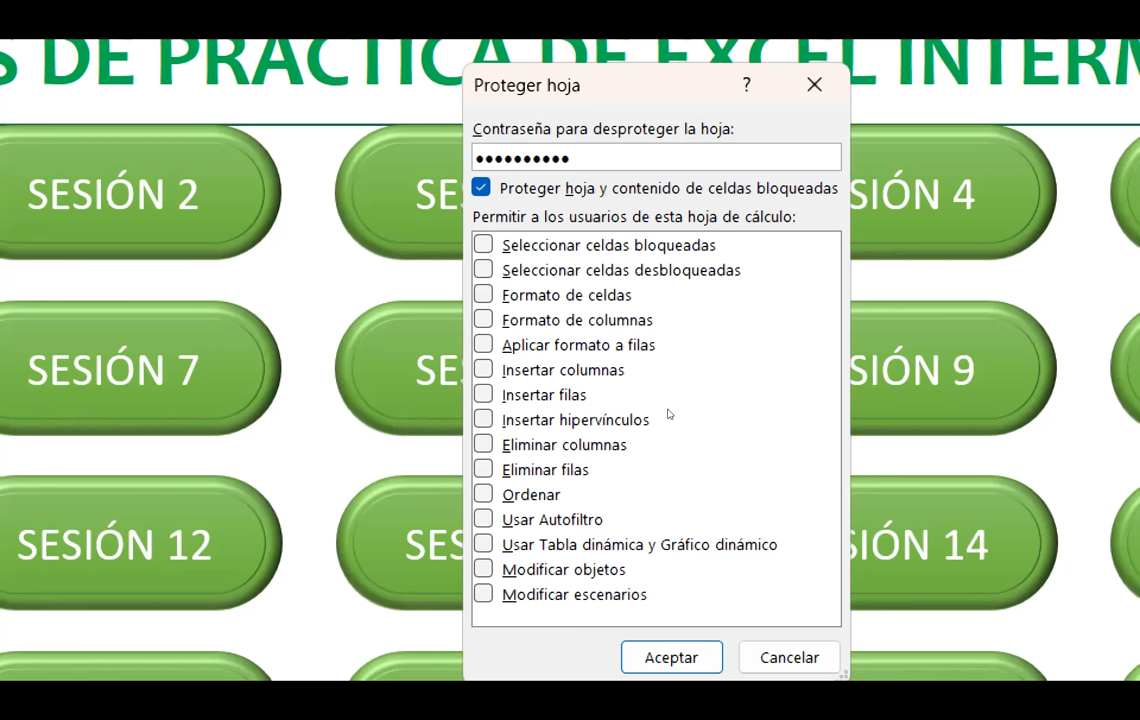 S DE PRÁCTICA DE EXCEL INTERM
Proteger hoja
?
Contraseña para desproteger la hoja:
••••••••••
Proteger hoja y contenido de celdas bloqueadas
Permitir a los usuarios de esta hoja de cálculo:
Seleccionar celdas bloqueadas
Seleccionar celdas desbloqueadas
Formato de celdas
Formato de columnas
Aplicar formato a filas
Insertar columnas
Insertar filas
Insertar hipervínculos
Eliminar columnas
Eliminar filas
Ordenar
Usar Autofiltro
Usar Tabla dinámica y Gráfico dinámico
Modificar objetos
Modificar escenarios
Aceptar
Cancelar
SESIÓN 2
SE
SIÓN 4
SESIÓN 7
SE
SIÓN 9
SESIÓN 12
SES
SIÓN 14